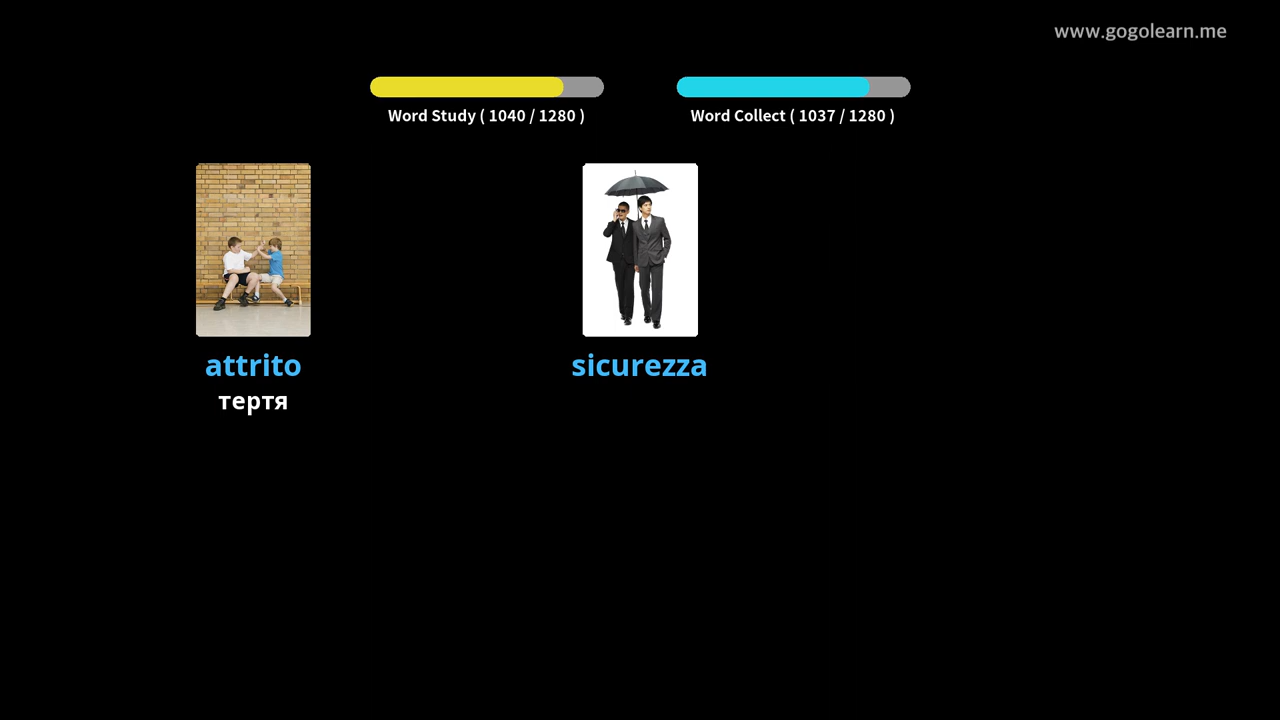 www.gogolearn.me
Word Study ( 1040 / 1280 )
Word Collect ( 1037 / 1280 )
attrito
тертя
sicurezza